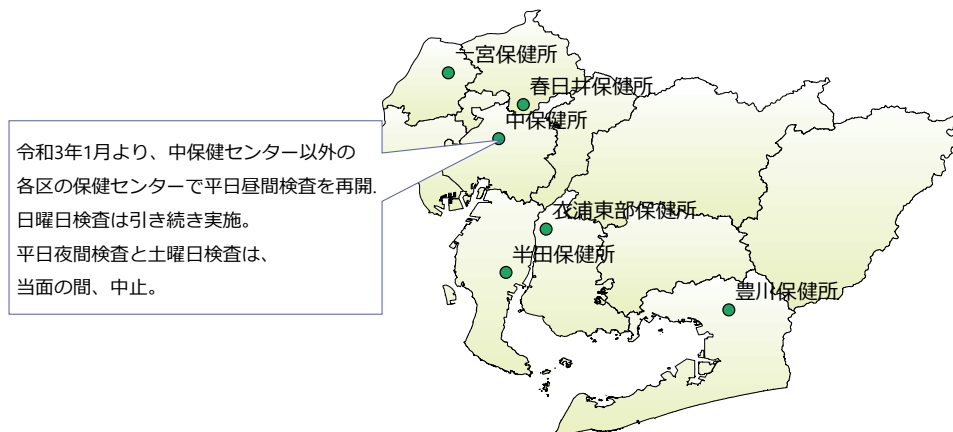 一宮保健所
春日井保健所
中保健所
令和3年1月より、中保健センター以外の
各区の保健センターで平日昼間検査を再開.
日曜日検査は引き続き実施。
平日夜間検査と土曜日検査は、
当面の間、中止。
衣浦東部保健所
半田保健所
豊川保健所